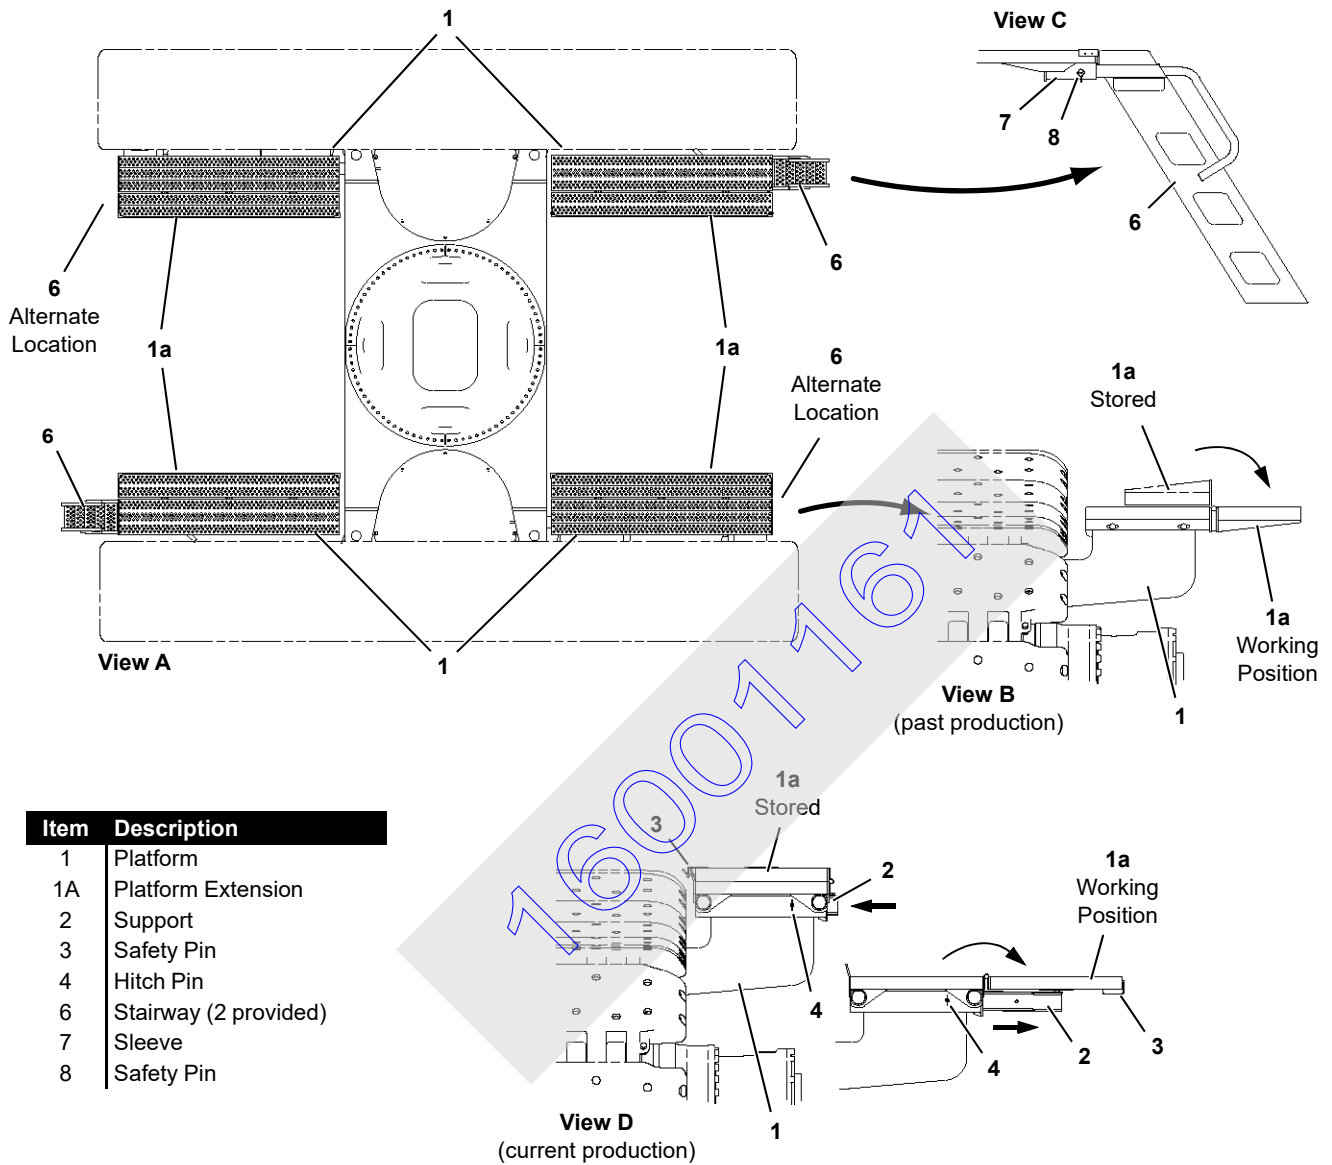 1
View C
7
8
6
6
6
Alternate
Location
1a
1a
6
Alternate
Location
6
1a
Stored
1a
Working
Position
View A
1
View B
(past production)
1
16001161
1a
Stored
3
2
1a
Working
Position
4
4
2
3
1
View D
(current production)
Item Description
1 Platform
1A Platform Extension
2 Support
3 Safety Pin
4 Hitch Pin
6 Stairway (2 provided)
7 Sleeve
8 Safety Pin